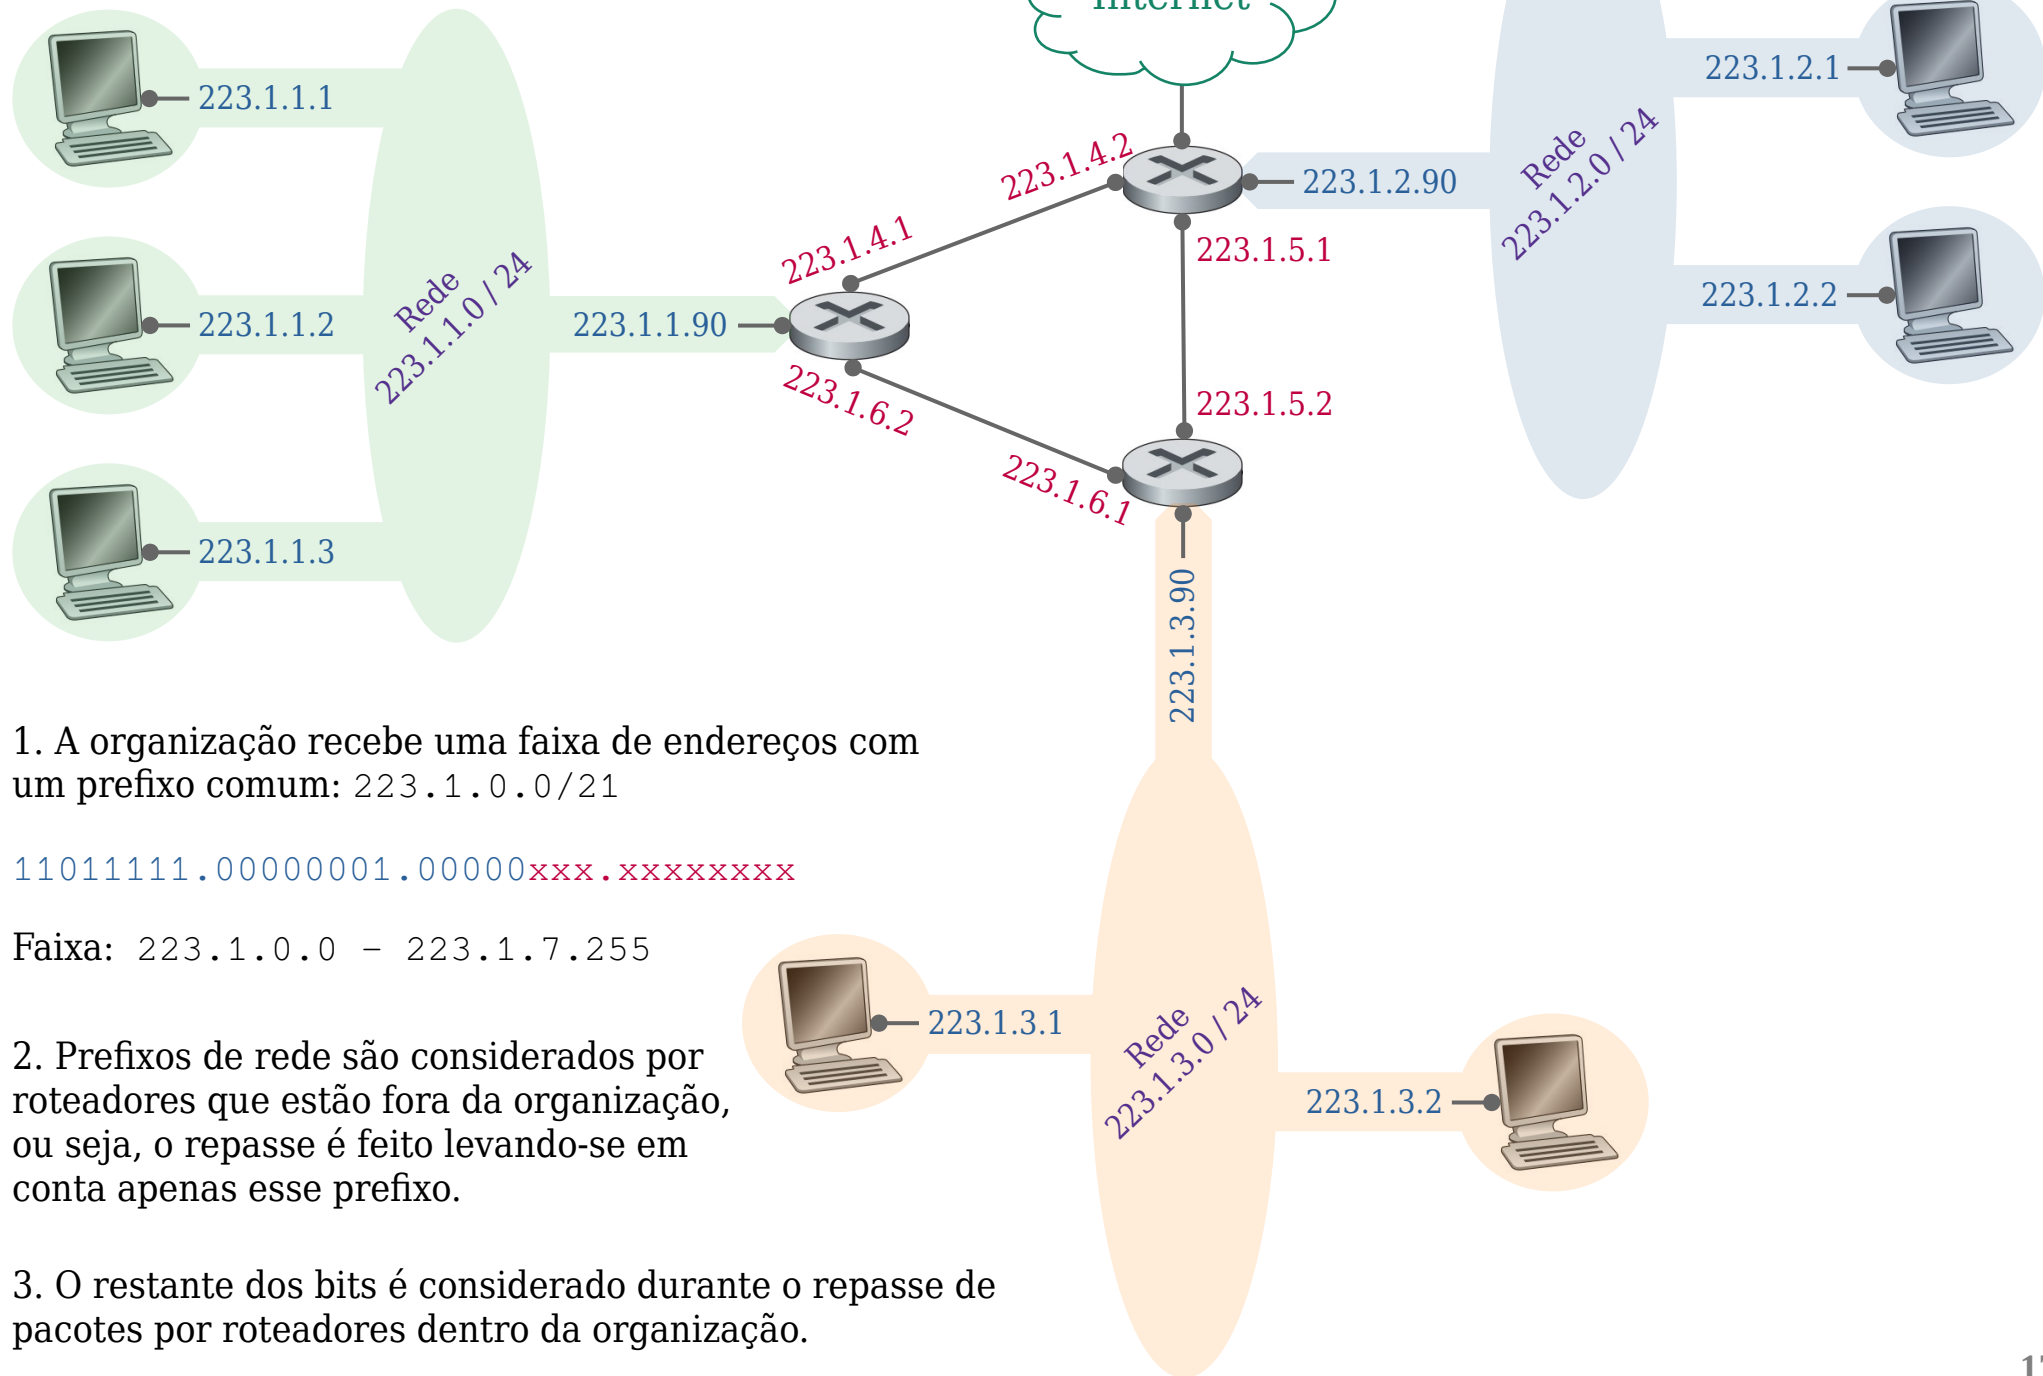 Internet
223.1.1.1
223.1.1.2
223.1.1.3
Rede
223.1.1.0 / 24
223.1.1.90
223.1.4.1
223.1.4.2
223.1.6.2
223.1.6.1
223.1.5.1
223.1.5.2
223.1.2.90
Rede
223.1.2.0 / 24
223.1.2.1
223.1.2.2
223.1.3.90
Rede
223.1.3.0 / 24
223.1.3.1
223.1.3.2
1. A organização recebe uma faixa de endereços com
um prefixo comum: 223.1.0.0/21
11011111.00000001.00000xxx.xxxxxxxx
Faixa: 223.1.0.0 – 223.1.7.255
2. Prefixos de rede são considerados por
roteadores que estão fora da organização,
ou seja, o repasse é feito levando-se em
conta apenas esse prefixo.
3. O restante dos bits é considerado durante o repasse de
pacotes por roteadores dentro da organização.